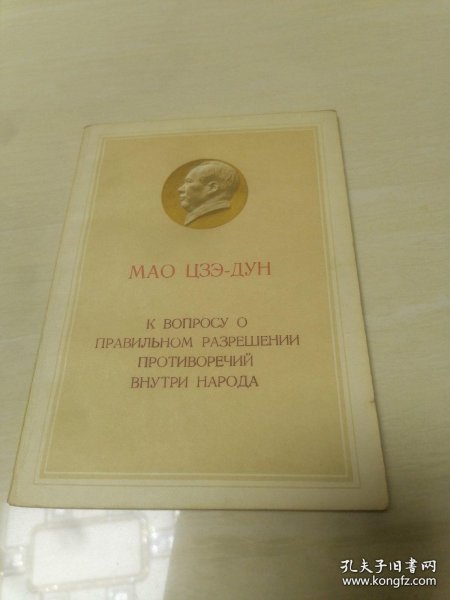 МАО ЦЗЭ-ДУН
К ВОПРОСУ О
ПРАВИЛЬНОМ РАЗРЕШЕНИИ
ПРОТИВОРЕЧИЙ
ВНУТРИ НАРОДА
孔夫子旧书网
www.kongfz.com